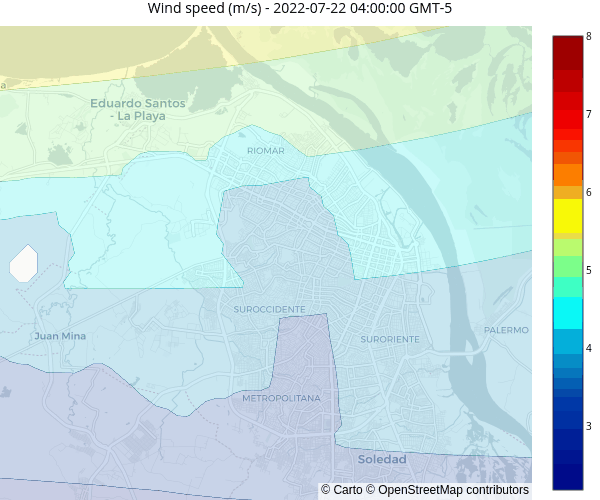 Wind speed (m/s) - 2022-07-22 04:00:00 GMT-5
8
7
6
5
4
3
a
Eduardo Santos
- La Playa
RIOMAR
SUROCCIDENTE
Juan Mina
SURORIENTE
PALERMO
METROPOLITANA
Soledad
© Carto © OpenStreetMap contributors